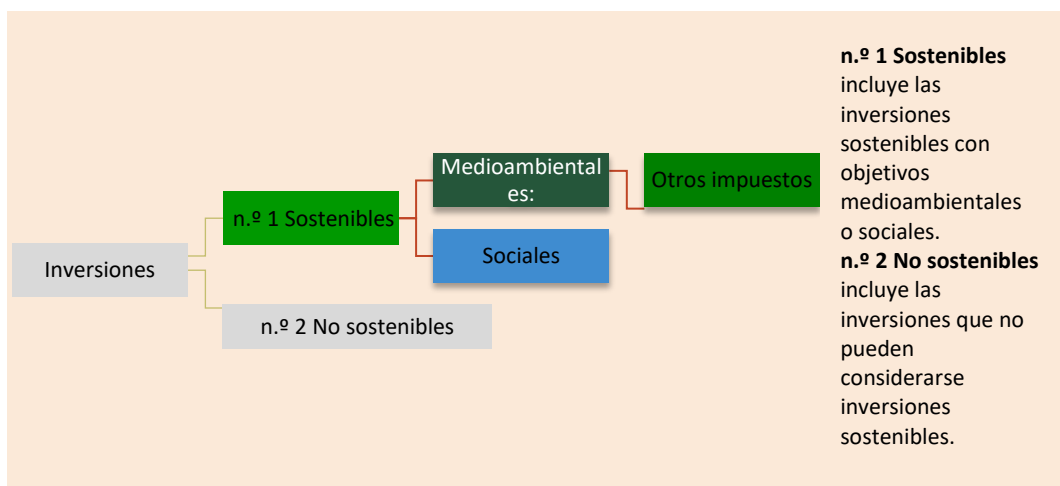 Inversiones
n.º 1 Sostenibles
n.º 2 No sostenibles
Medioambiental
es:
Sociales
Otros impuestos
n.º 1 Sostenibles
incluye las
inversiones
sostenibles con
objetivos
medioambientales
o sociales.
n.º 2 No sostenibles
incluye las
inversiones que no
pueden
considerarse
inversiones
sostenibles.